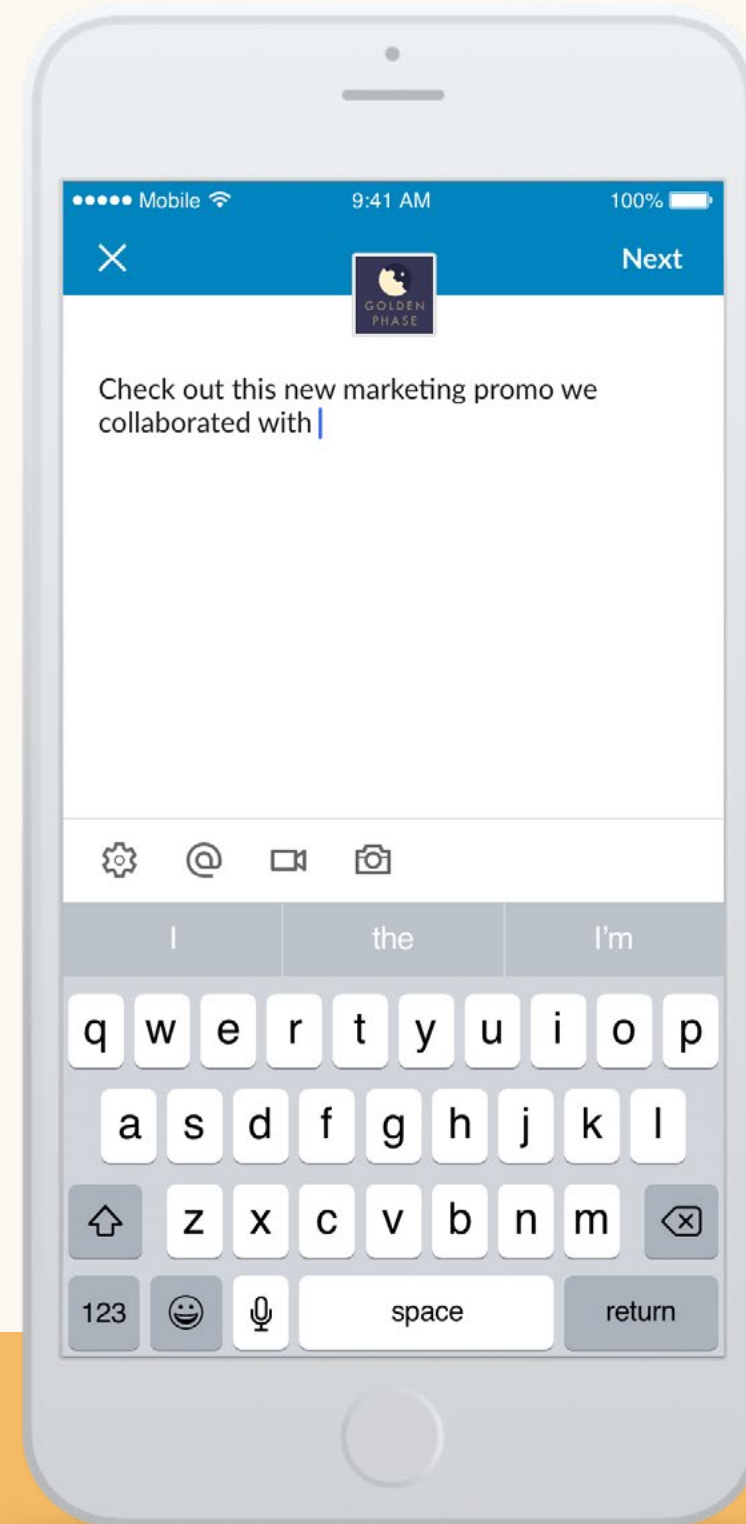 Mobile 9:41 AM 100%
Next
GOLDEN
PHASE
Check out this new marketing promo we
collaborated with
@
I the I'm
q w e r t y u i o p
a s d f g h j k l
z x c v b n m
123 space return